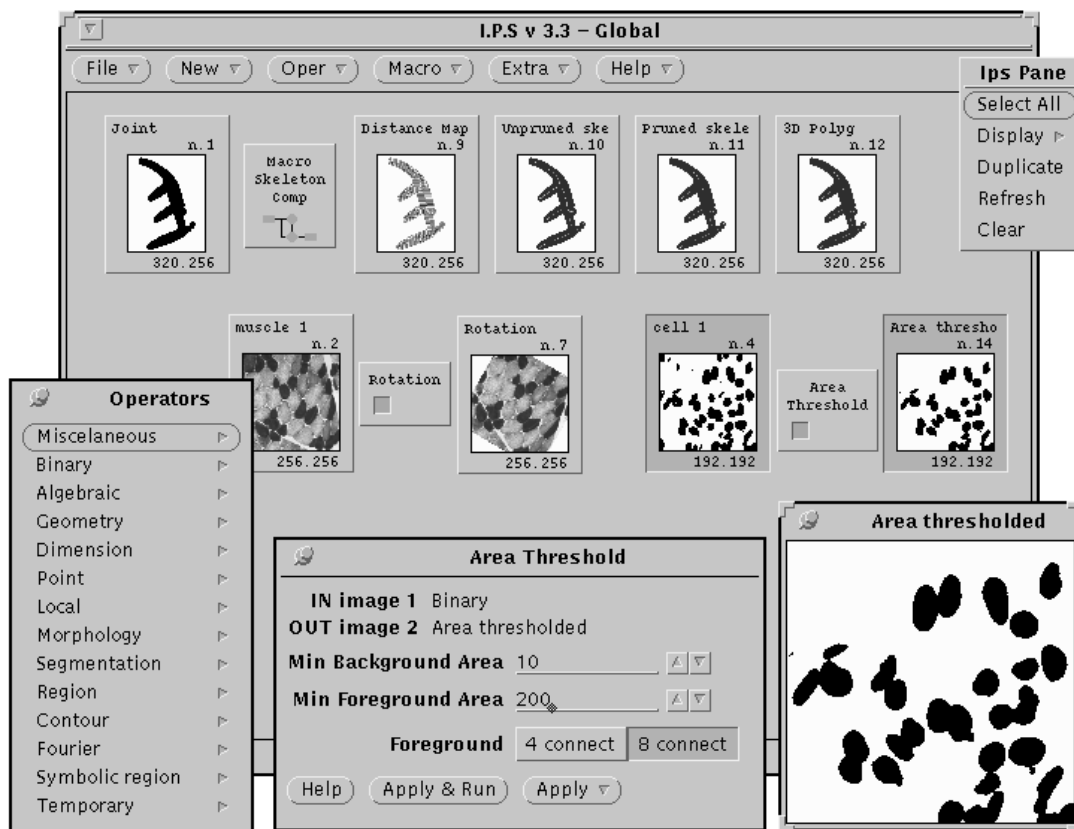 I.P.S v 3.3 – Global
File
New
Oper
Macro
Extra
Help
Ips Pane
Select All
Display
Duplicate
Refresh
Clear
Joint
n.1
320.256
Macro
Skeleton
Comp
Distance Map
n.9
320.256
Unpruned ske
n.10
320.256
Pruned skele
n.11
320.256
3D Polyg
n.12
320.256
muscle 1
n.2
256.256
Rotation
Rotation
n.7
256.256
cell 1
n.4
192.192
Area
Threshold
Area thresho
n.14
192.192
Operators
Miscelaneous
Binary
Algebraic
Geometry
Dimension
Point
Local
Morphology
Segmentation
Region
Contour
Fourier
Symbolic region
Temporary
Area Threshold
IN image 1 Binary
OUT image 2 Area thresholded
Min Background Area 10
Min Foreground Area 200
Foreground 4 connect 8 connect
Help Apply & Run Apply
Area thresholded